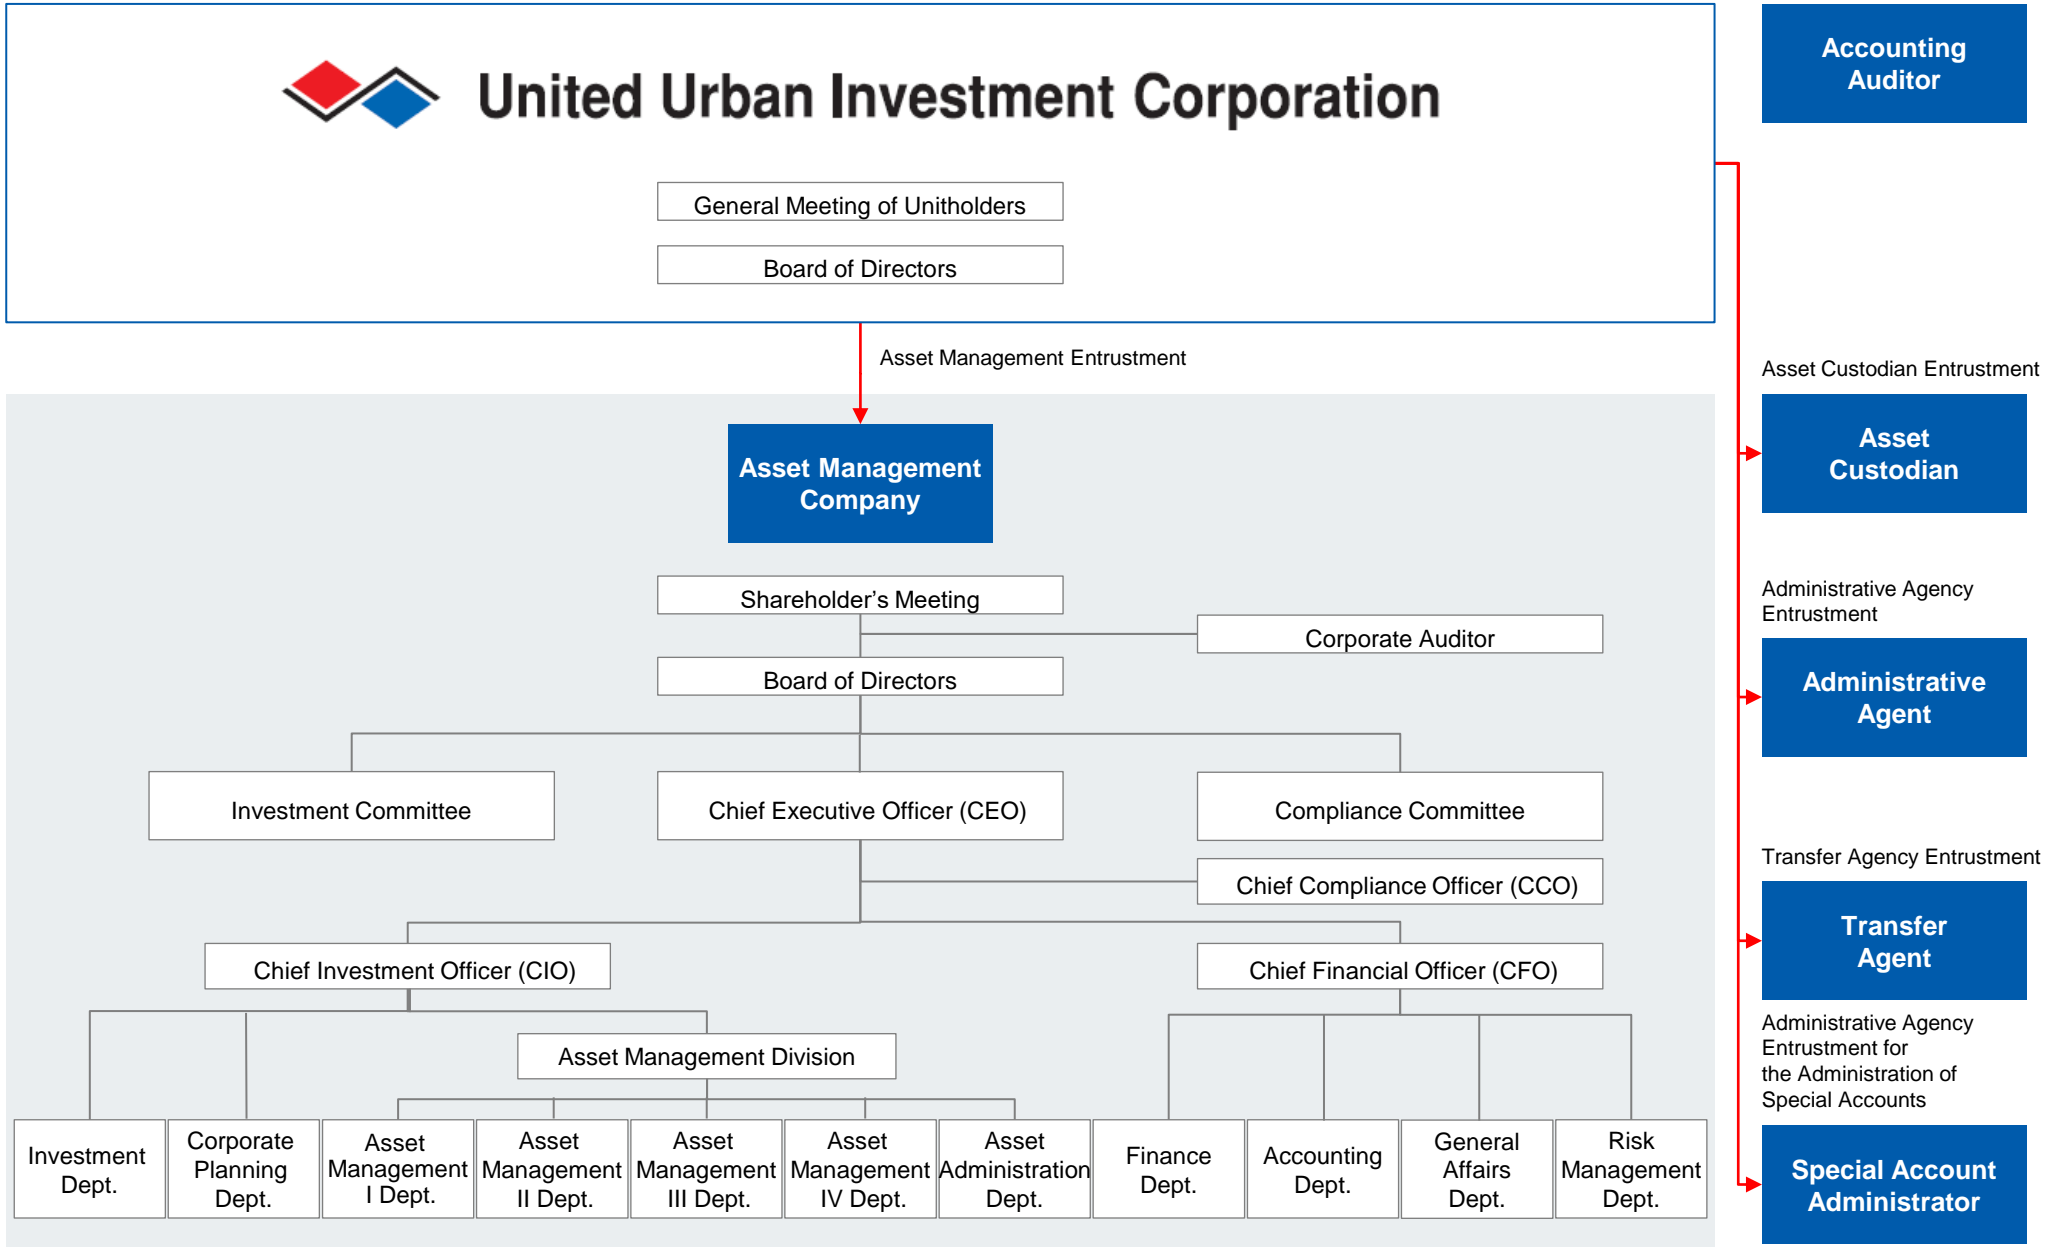 United Urban Investment Corporation
General Meeting of Unitholders
Board of Directors
Accounting
Auditor
Asset Management Entrustment
Asset Custodian Entrustment
Asset
Custodian
Asset Management
Company
Shareholder’s Meeting
Corporate Auditor
Board of Directors
Administrative Agency
Entrustment
Administrative
Agent
Investment Committee
Chief Executive Officer (CEO)
Compliance Committee
Chief Compliance Officer (CCO)
Transfer Agency Entrustment
Transfer
Agent
Chief Investment Officer (CIO)
Chief Financial Officer (CFO)
Asset Management Division
Administrative Agency
Entrustment for
the Administration of
Special Accounts
Investment
Dept.
Corporate
Planning
Dept.
Asset
Management
I Dept.
Asset
Management
II Dept.
Asset
Management
III Dept.
Asset
Management
IV Dept.
Asset
Administration
Dept.
Finance
Dept.
Accounting
Dept.
General
Affairs
Dept.
Risk
Management
Dept.
Special Account
Administrator